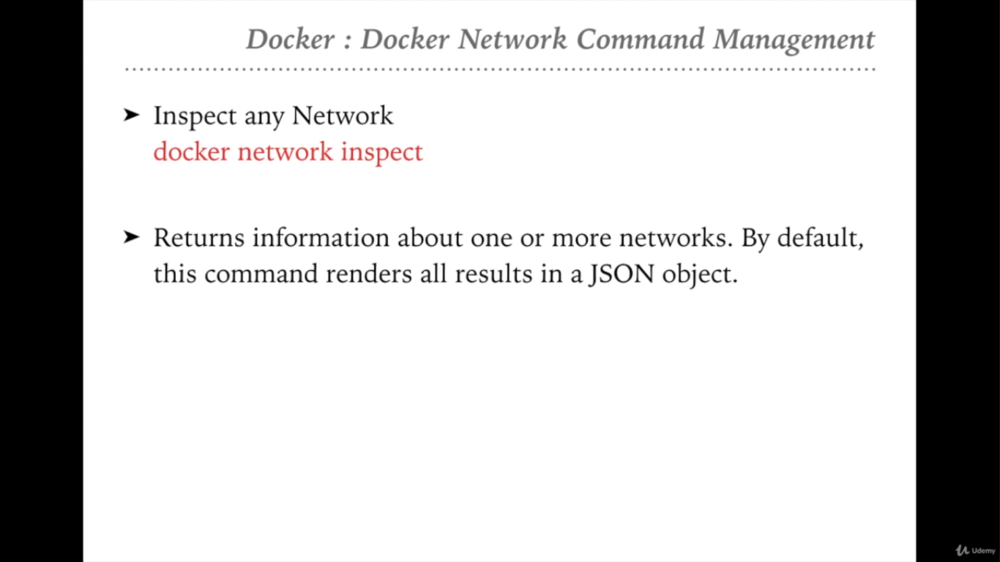 Docker : Docker Network Command Management
➤ Inspect any Network
docker network inspect
➤ Returns information about one or more networks. By default,
this command renders all results in a JSON object.
Udemy